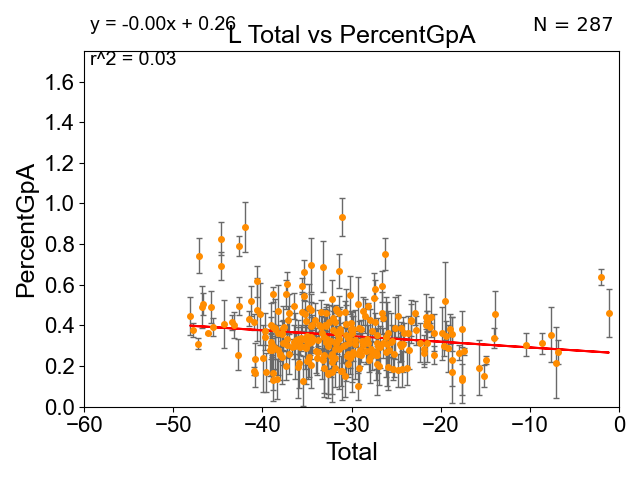 y = -0.00x + 0.26
N = 287
L Total vs PercentGpA
r^2 = 0.03
PercentGpA
1.6
1.4
1.2
1.0
0.8
0.6
0.4
0.2
0.0
−60 −50 −40 −30 −20 −10 0
Total